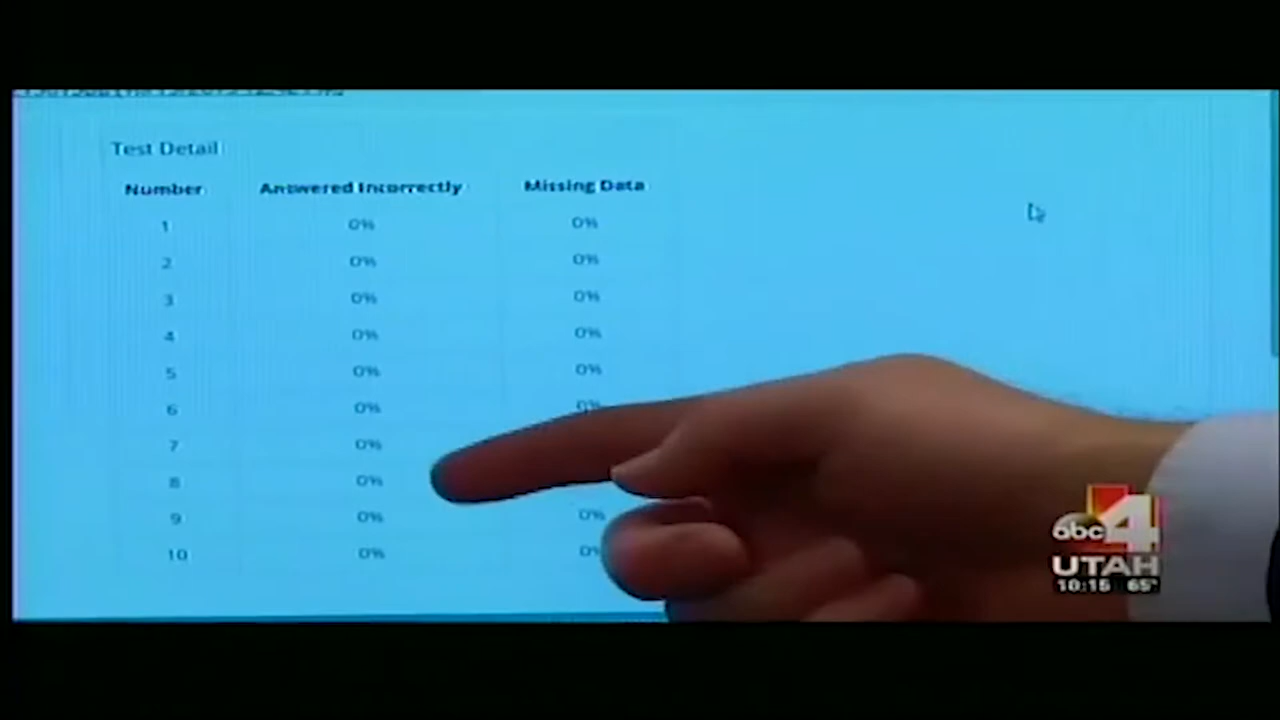 Test Detail
Number Answered Incorrectly Missing Data
1 0% 0%
2 0% 0%
3 0% 0%
4 0% 0%
5 0% 0%
6 0% 0%
7 0%
8 0%
9 0% 0%
10 0% 0%
abc 4
UTAH
10:15 65°